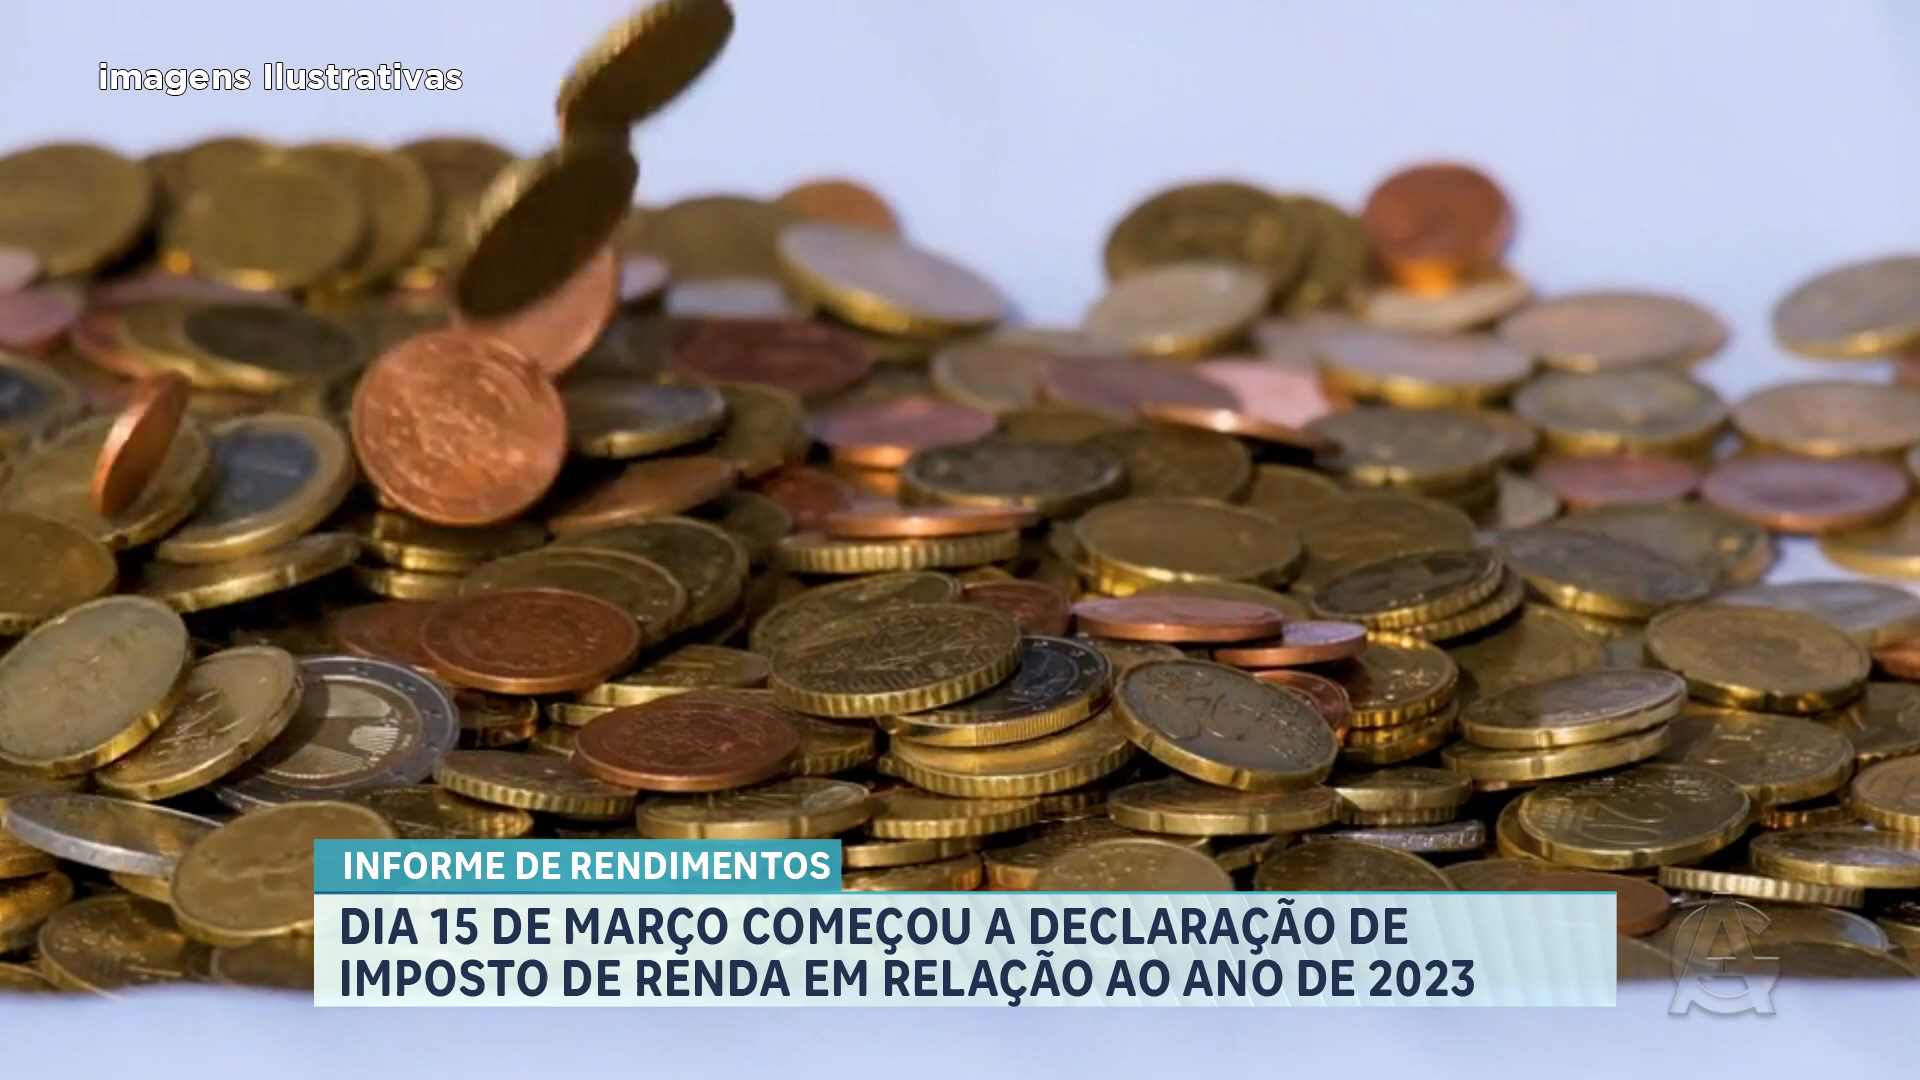 imagens Ilustrativas
INFORME DE RENDIMENTOS
DIA 15 DE MARÇO COMEÇOU A DECLARAÇÃO DE
IMPOSTO DE RENDA EM RELAÇÃO AO ANO DE 2023